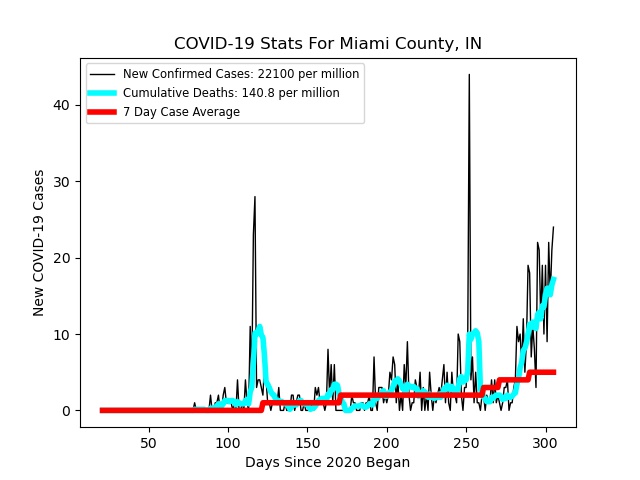 COVID-19 Stats For Miami County, IN
New Confirmed Cases: 22100 per million
Cumulative Deaths: 140.8 per million
7 Day Case Average
New COVID-19 Cases
40
30
20
10
0
50 100 150 200 250 300
Days Since 2020 Began